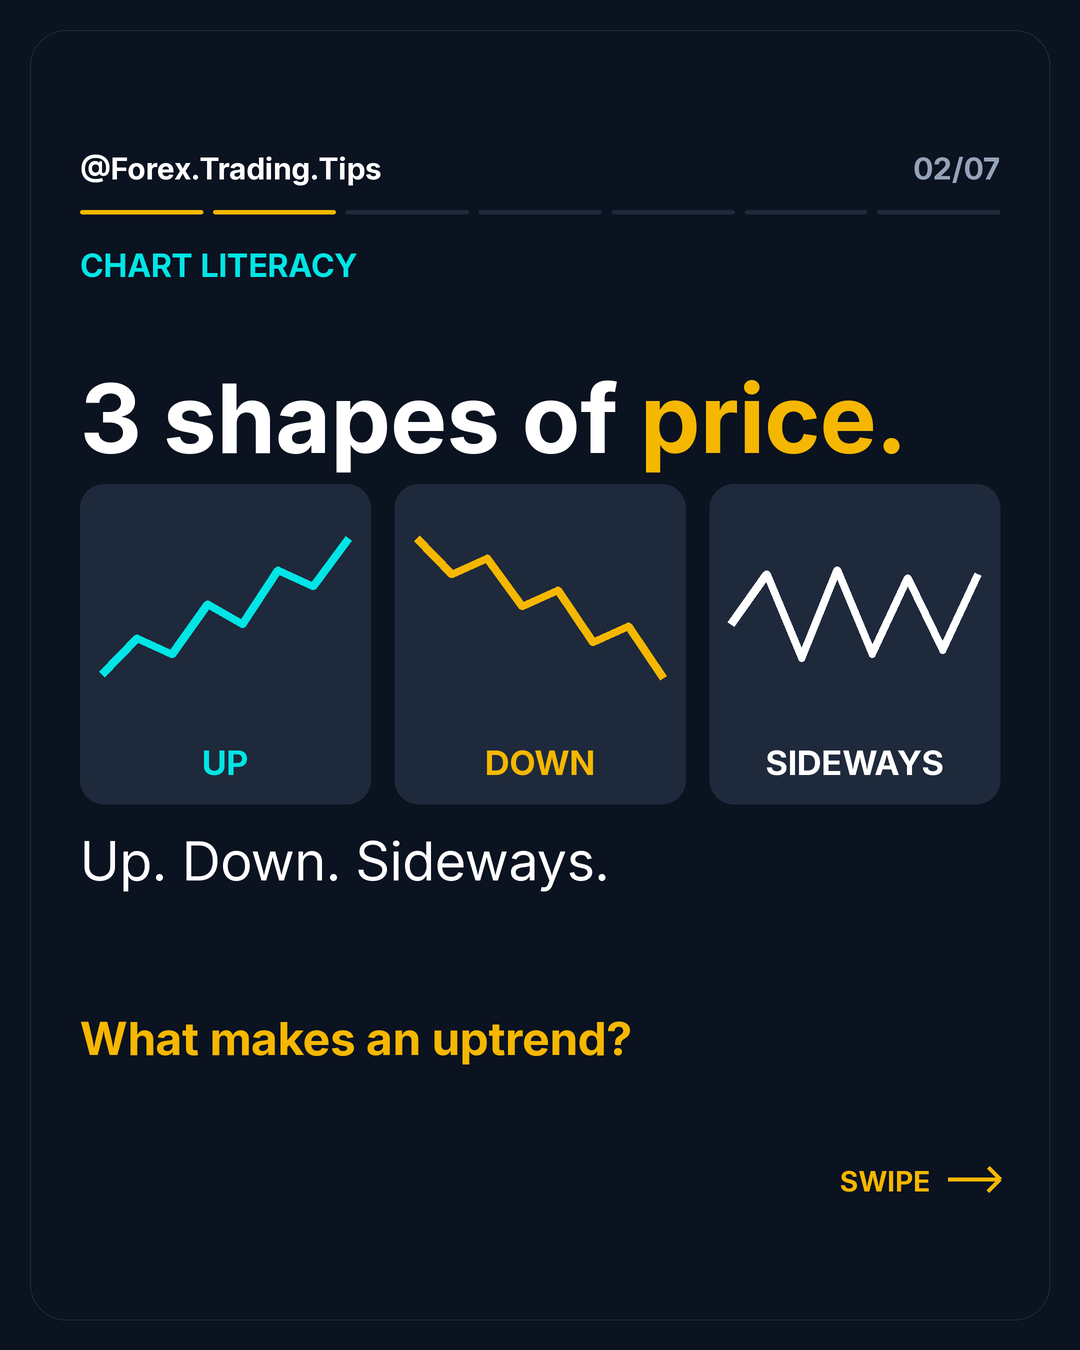 @Forex.Trading.Tips
02/07
CHART LITERACY
3 shapes of price.
UP
DOWN
SIDEWAYS
Up. Down. Sideways.
What makes an uptrend?
SWIPE